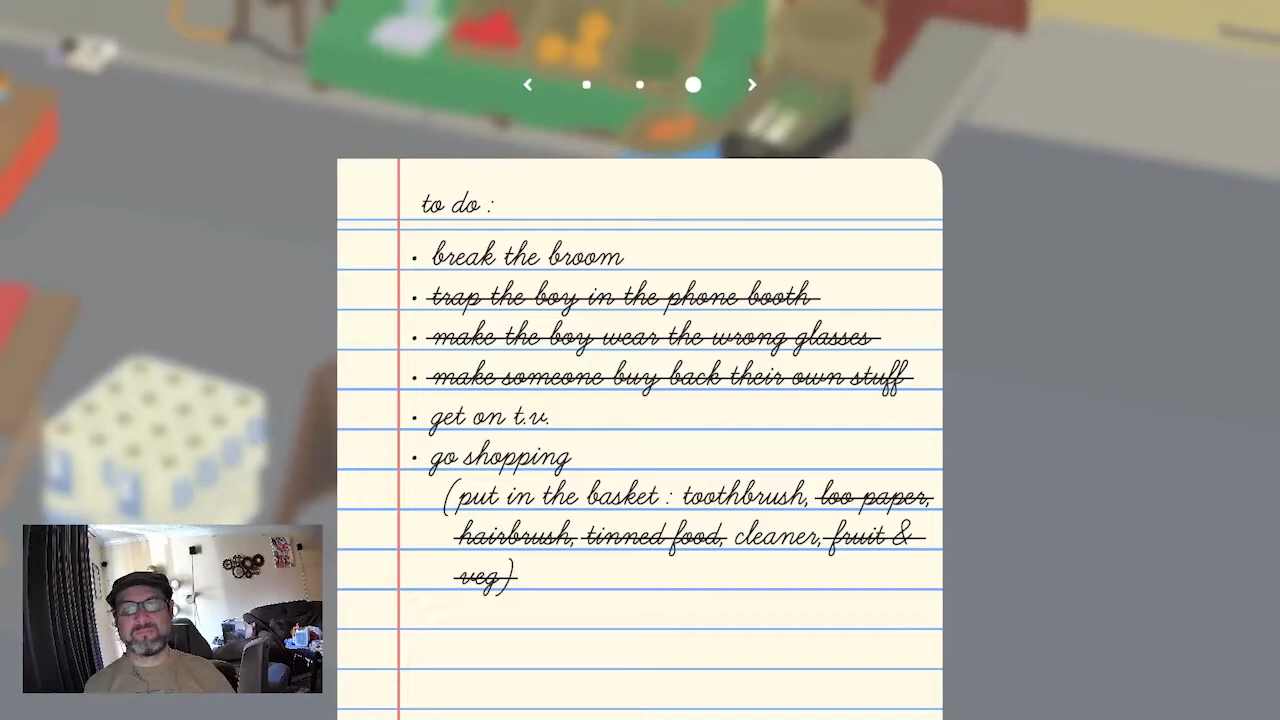 to do :
• break the broom
• trap the boy in the phone booth
• make the boy wear the wrong glasses
• make someone buy back their own stuff
• get on t.v.
• go shopping
(put in the basket : toothbrush, loo paper,
hairbrush, tinned food, cleaner, fruit &
veg)